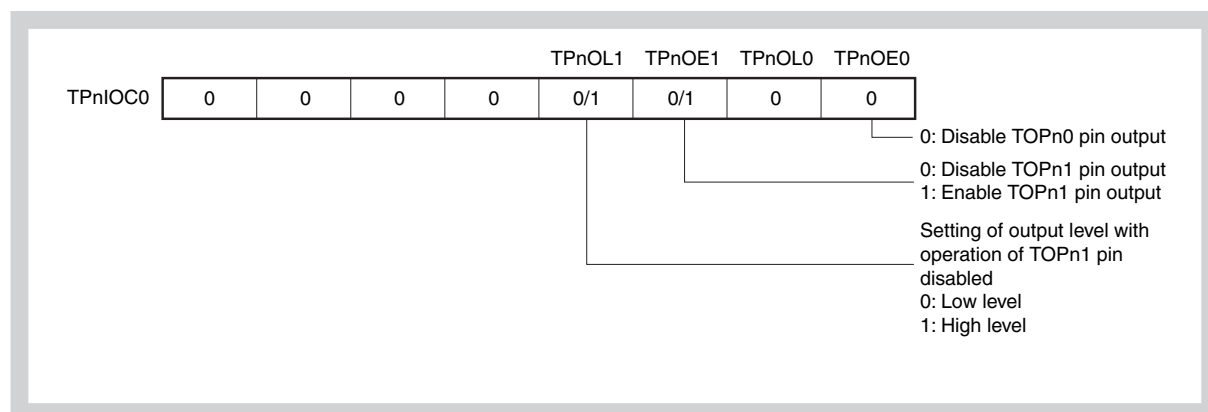 TPnOL1 TPnOE1 TPnOL0 TPnOE0
TPnIOC0 0 0 0 0 0/1 0/1 0 0
0: Disable TOPn0 pin output
0: Disable TOPn1 pin output
1: Enable TOPn1 pin output
Setting of output level with
operation of TOPn1 pin
disabled
0: Low level
1: High level